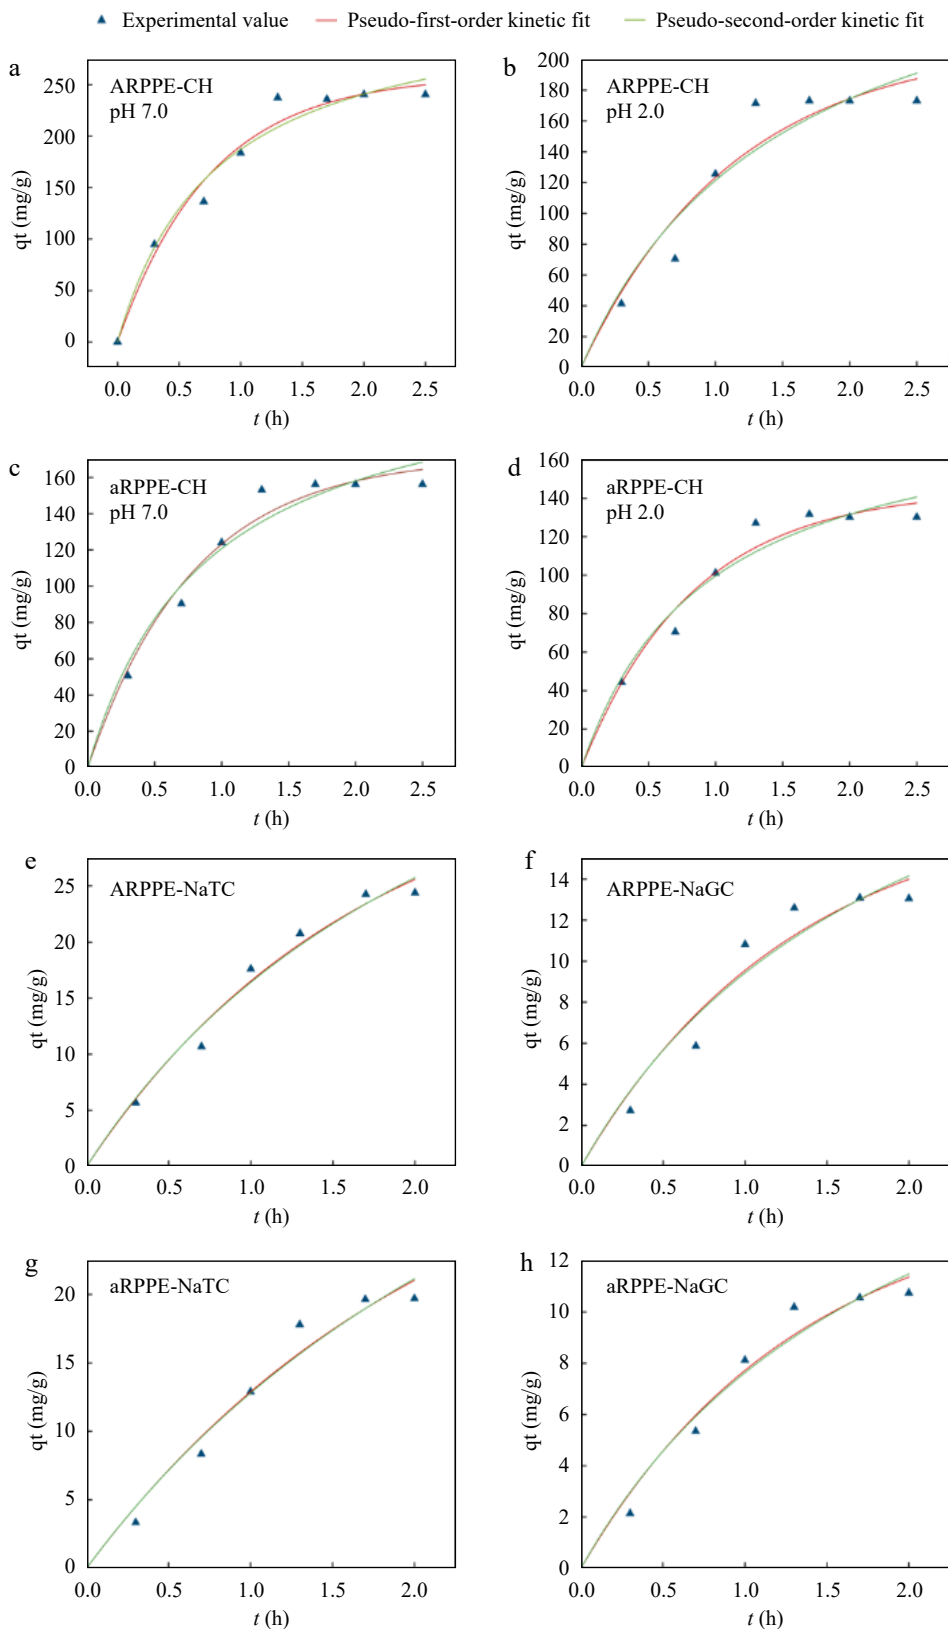 Experimental value Pseudo-first-order kinetic fit Pseudo-second-order kinetic fit
a
ARPPE-CH
pH 7.0
250
200
150
100
50
0
qt (mg/g)
0.0 0.5 1.0 1.5 2.0 2.5
t (h)
b
ARPPE-CH
pH 2.0
200
180
160
140
120
100
80
60
40
20
0
qt (mg/g)
0.0 0.5 1.0 1.5 2.0 2.5
t (h)
c
aRPPE-CH
pH 7.0
160
140
120
100
80
60
40
20
0
qt (mg/g)
0.0 0.5 1.0 1.5 2.0 2.5
t (h)
d
aRPPE-CH
pH 2.0
160
140
120
100
80
60
40
20
0
qt (mg/g)
0.0 0.5 1.0 1.5 2.0 2.5
t (h)
e
ARPPE-NaTC
25
20
15
10
5
0
qt (mg/g)
0.0 0.5 1.0 1.5 2.0
t (h)
f
ARPPE-NaGC
14
12
10
8
6
4
2
0
qt (mg/g)
0.0 0.5 1.0 1.5 2.0
t (h)
g
aRPPE-NaTC
20
15
10
5
0
qt (mg/g)
0.0 0.5 1.0 1.5 2.0
t (h)
h
aRPPE-NaGC
12
10
8
6
4
2
0
qt (mg/g)
0.0 0.5 1.0 1.5 2.0
t (h)